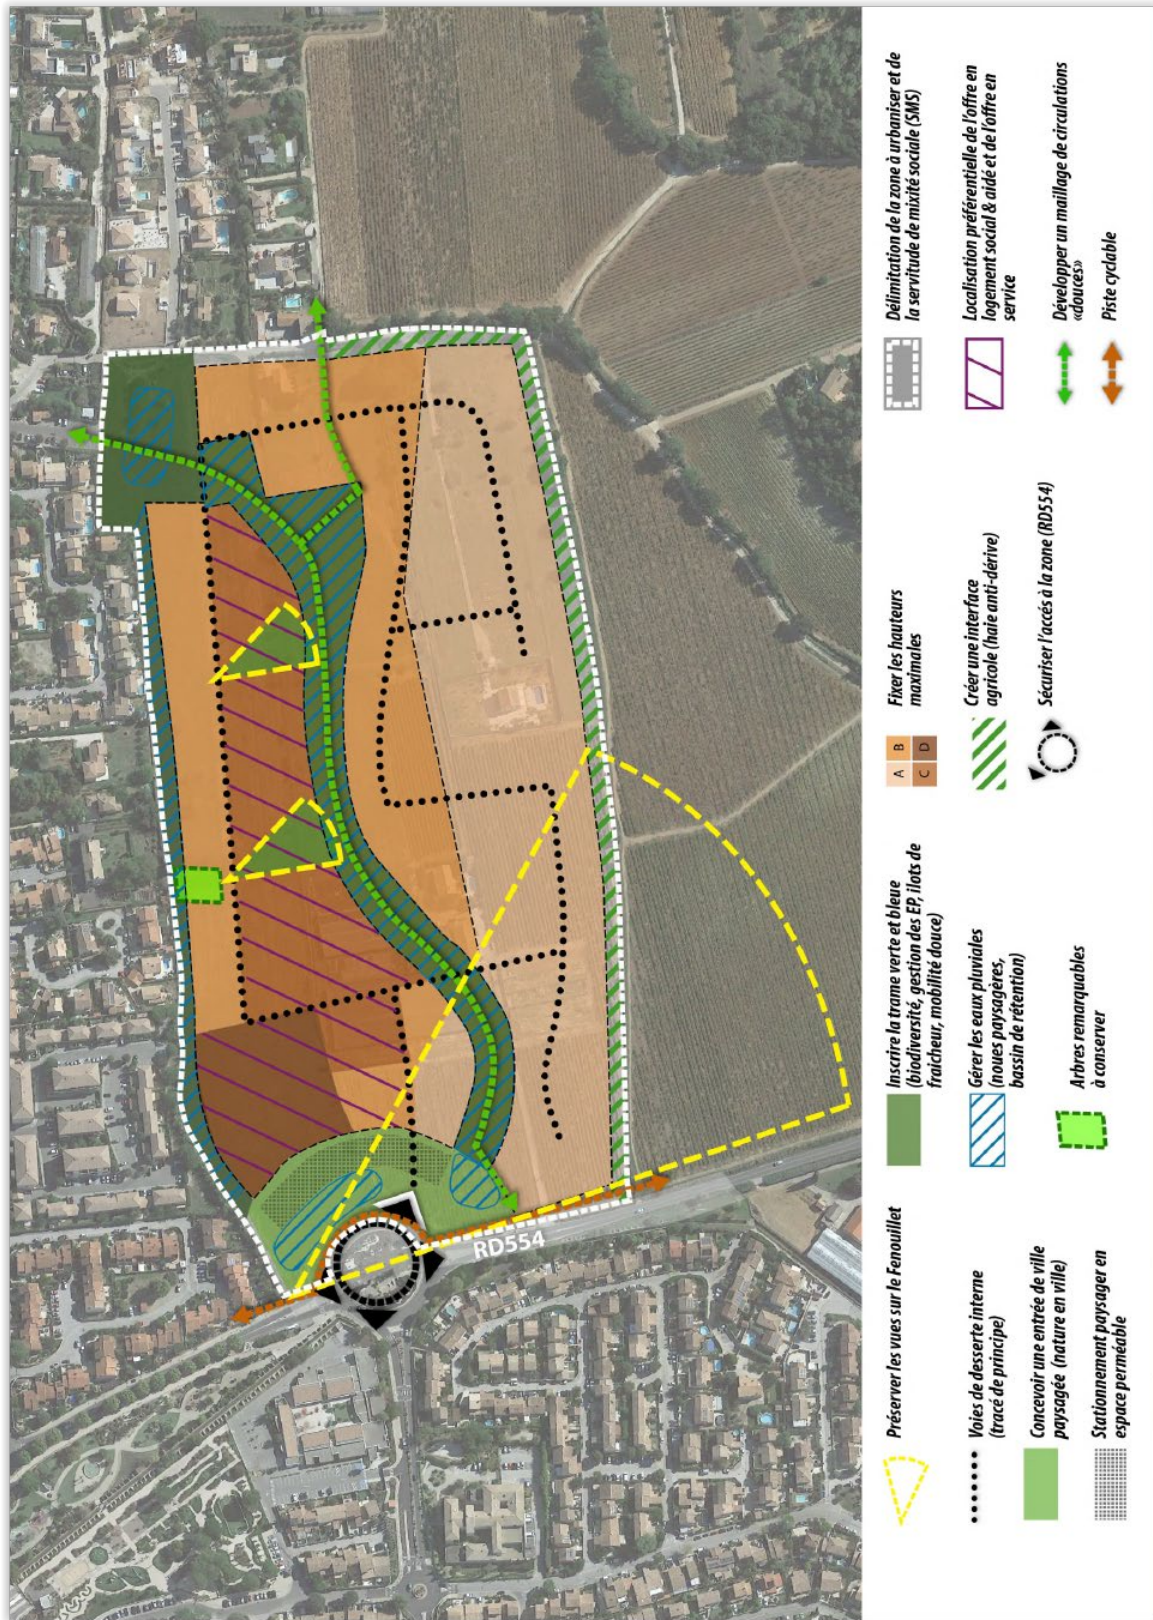 RD554
Préserver les vues sur le Fenouillet
Voies de desserte interne
(tracé de principe)
Concevoir une entrée de ville
paysagée (nature en ville)
Stationnement paysager en
espace perméable
Inscrire la trame verte et bleue
(biodiversité, gestion des EP, îlots de
fraicheur, mobilité douce)
Gérer les eaux pluviales
(noues paysagères,
bassin de rétention)
Arbres remarquables
à conserver
A B
C D
Fixer les hauteurs
maximales
Créer une interface
agricole (haie anti-dérive)
Sécuriser l'accés à la zone (RD554)
Délimitation de la zone à urbaniser et de
la servitude de mixité sociale (SMS)
Localisation préférentielle de l'offre en
logement social & aidé et de l'offre en
service
Développer un maillage de circulations
«douces»
Piste cyclable